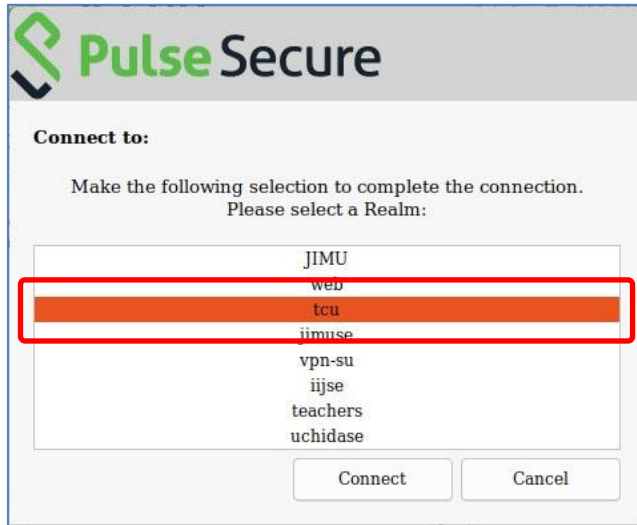 Pulse Secure
Connect to:
Make the following selection to complete the connection.
Please select a Realm:
JIMU
web
tcu
jimuse
vpn-su
iijse
teachers
uchidase
Connect
Cancel